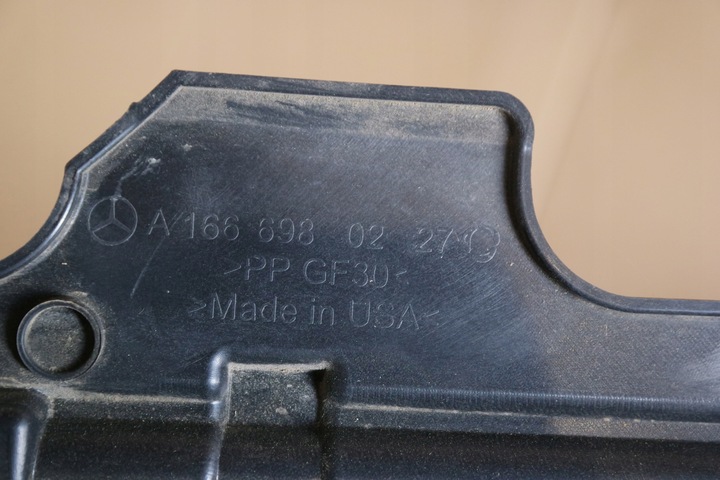 A 166 698 02 27
>PP GF30<
>Made in USA<